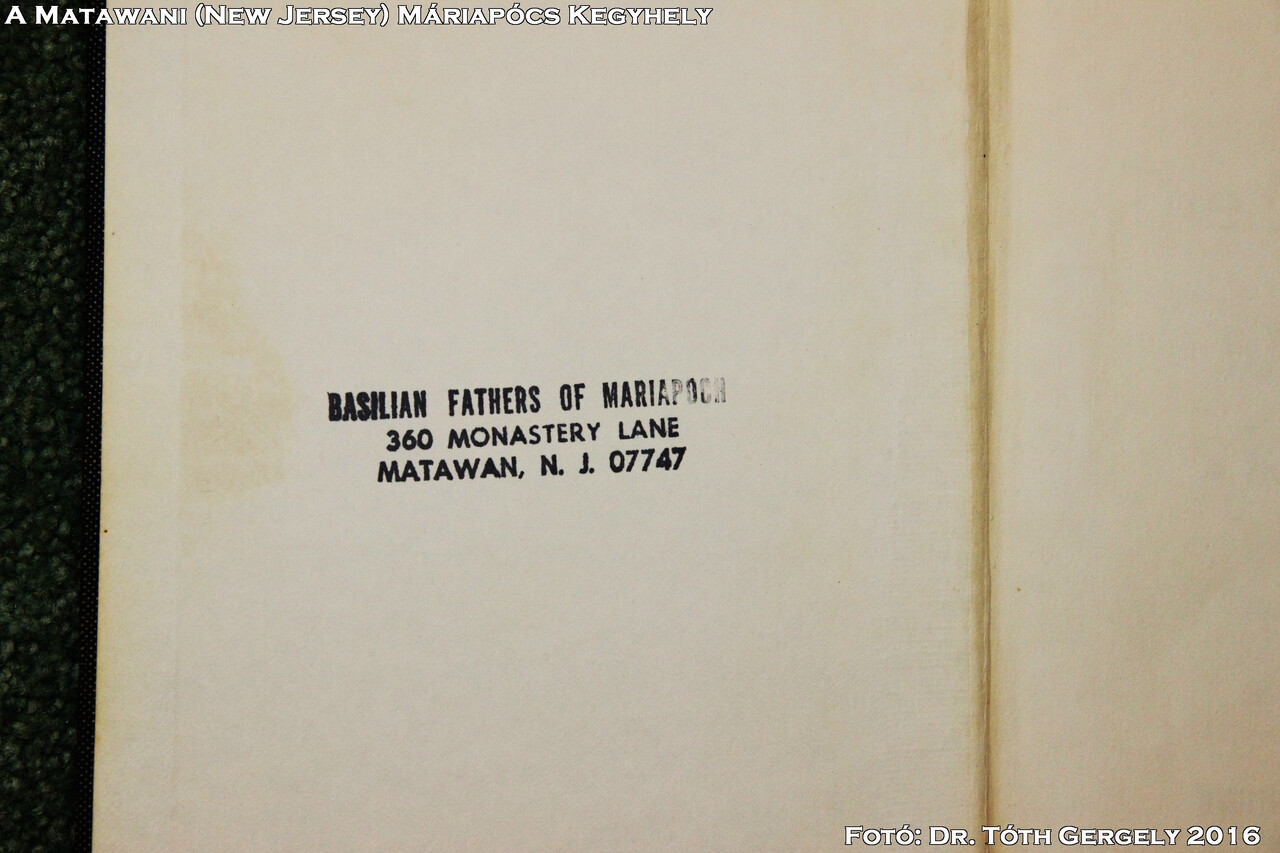 A Matawani (New Jersey) Máriapócs Kegyhely
BASILIAN FATHERS OF MARIAPOCH
360 MONASTERY LANE
MATAWAN, N. J. 07747
Fotó: Dr. Tóth Gergely 2016